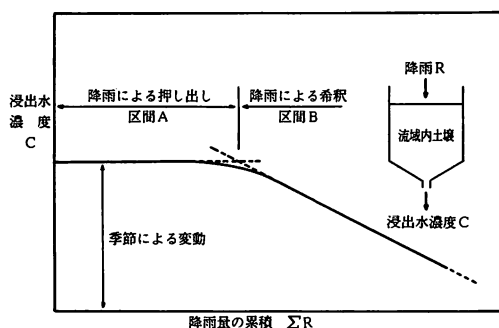 浸出水
濃度
C
降雨による押し出し
区間A
降雨による希釈
区間B
降雨R
流域内土壌
浸出水濃度C
季節による変動
降雨量の累積 ΣR